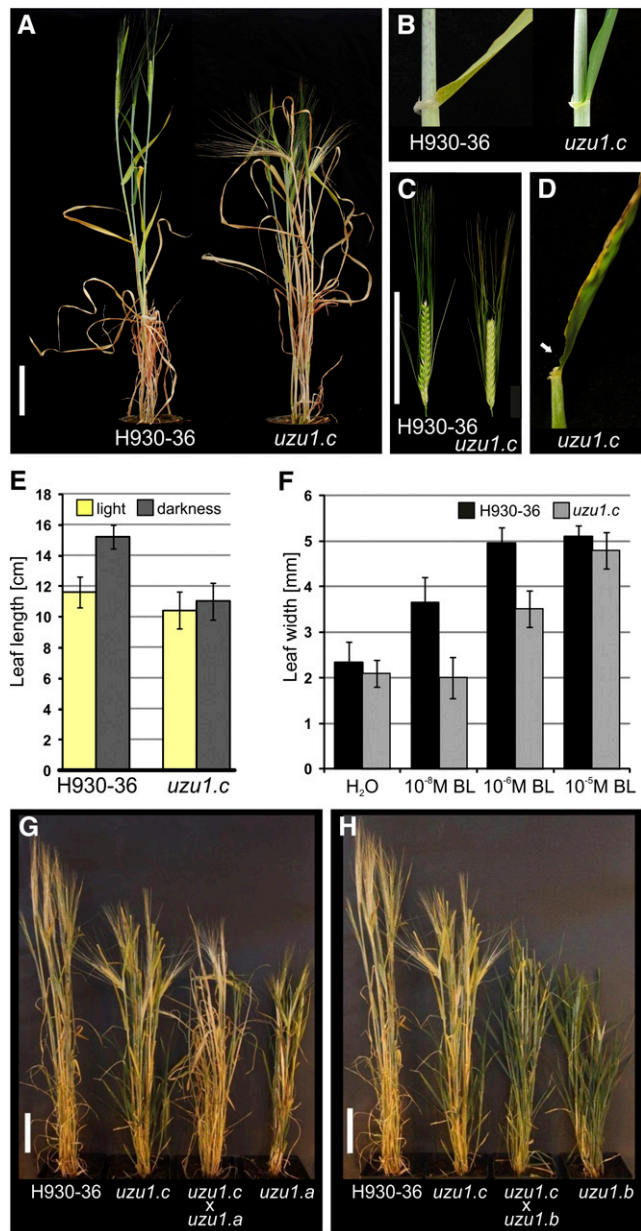 A
H930-36
uzu1.c
B
H930-36
uzu1.c
C
H930-36
uzu1.c
D
uzu1.c
E
18
16
14
12
10
8
6
4
2
0
Leaf length [cm]
light
darkness
H930-36
uzu1.c
F
6
5
4
3
2
1
0
Leaf width [mm]
H930-36
uzu1.c
H₂O
10⁻⁸M BL
10⁻⁶M BL
10⁻⁵M BL
G
H930-36
uzu1.c
uzu1.c
x
uzu1.a
uzu1.a
H
H930-36
uzu1.c
uzu1.c
x
uzu1.b
uzu1.b